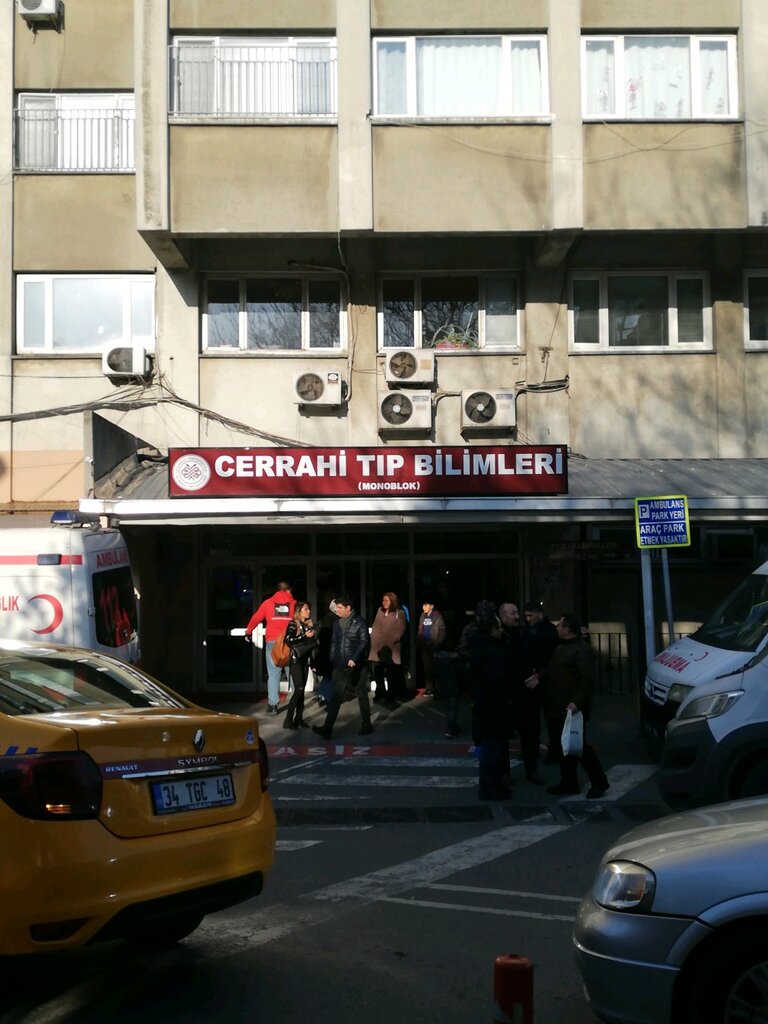 CERRAHİ TIP BİLİMLERİ
(MONOBLOK)
P AMBULANS
PARK YERİ
ARAÇ PARK
ETMEK YASAKTIR
AMBULANS
112
LIK
RENAULT
SYMBOL
34 TGC 48